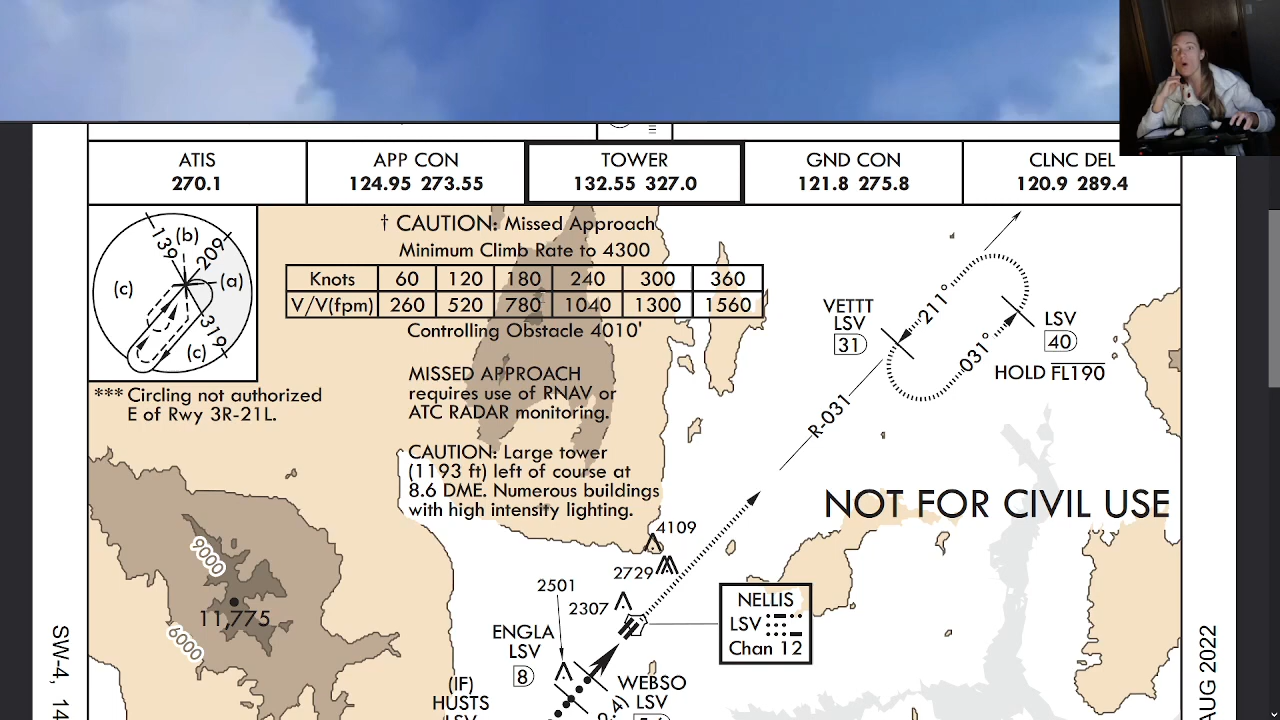 ATIS
270.1
APP CON
124.95 273.55
TOWER
132.55 327.0
GND CON
121.8 275.8
CLNC DEL
120.9 289.4
139
(b)
209
(a)
(c)
319
(c)
*** Circling not authorized
E of Rwy 3R-21L.
† CAUTION: Missed Approach
Minimum Climb Rate to 4300
Knots 60 120 180 240 300 360
V/V(fpm) 260 520 780 1040 1300 1560
Controlling Obstacle 4010'
MISSED APPROACH
requires use of RNAV or
ATC RADAR monitoring.
CAUTION: Large tower
(1193 ft) left of course at
8.6 DME. Numerous buildings
with high intensity lighting.
VETTT
LSV
31
211°
031°
LSV
40
HOLD FL190
R-031
NOT FOR CIVIL USE
4109
2729
2501
2307
NELLIS
LSV
Chan 12
ENGLA
LSV
8
WEBSO
LSV
(IF)
HUSTS
9000
11,775
6000
SW-4, 14
AUG 2022